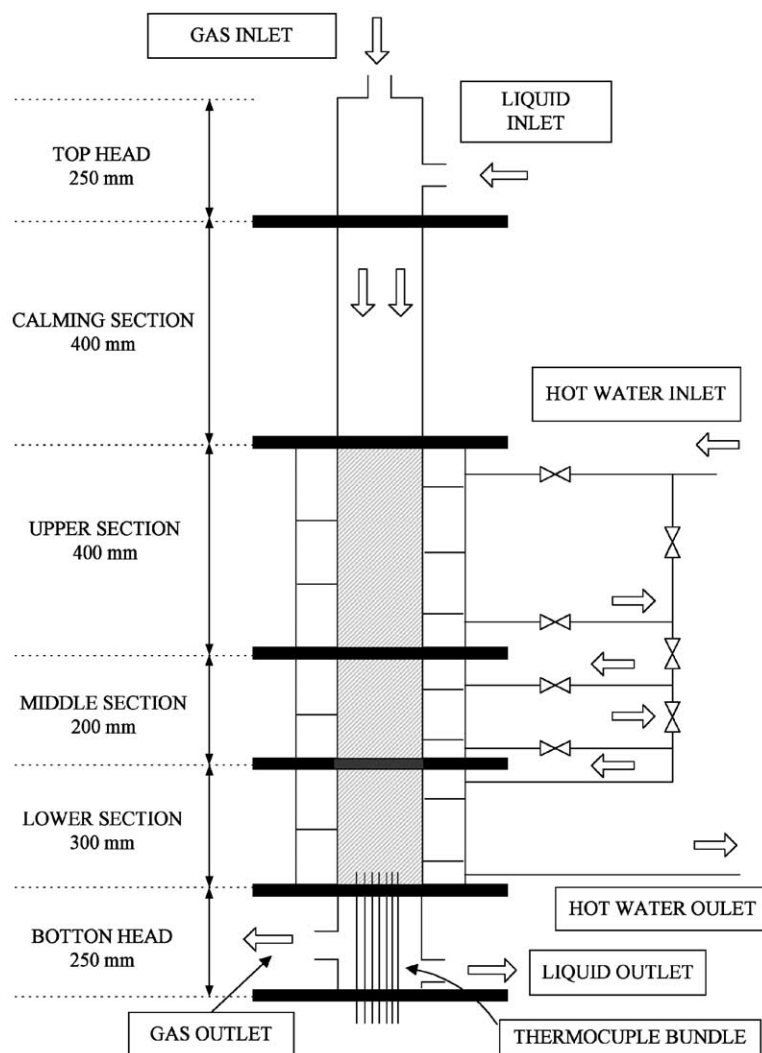 GAS INLET
LIQUID
INLET
TOP HEAD
250 mm
CALMING SECTION
400 mm
HOT WATER INLET
UPPER SECTION
400 mm
MIDDLE SECTION
200 mm
LOWER SECTION
300 mm
HOT WATER OULET
BOTTON HEAD
250 mm
LIQUID OUTLET
GAS OUTLET
THERMOCUPLE BUNDLE